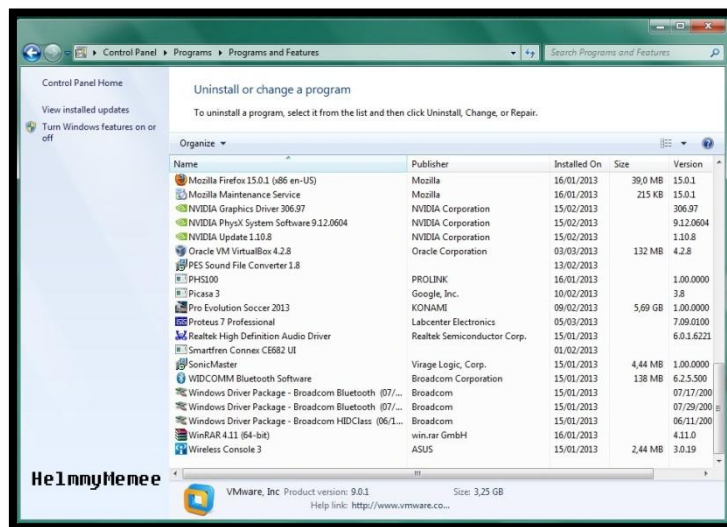 Control Panel ▸ Programs ▸ Programs and Features
Search Programs and Features
Control Panel Home
View installed updates
Turn Windows features on or
off
Uninstall or change a program
To uninstall a program, select it from the list and then click Uninstall, Change, or Repair.
Organize
Name Publisher Installed On Size Version
Mozilla Firefox 15.0.1 (x86 en-US) Mozilla 16/01/2013 39,0 MB 15.0.1
Mozilla Maintenance Service Mozilla 16/01/2013 215 KB 15.0.1
NVIDIA Graphics Driver 306.97 NVIDIA Corporation 15/02/2013 306.97
NVIDIA PhysX System Software 9.12.0604 NVIDIA Corporation 15/02/2013 9.12.0604
NVIDIA Update 1.10.8 NVIDIA Corporation 15/02/2013 1.10.8
Oracle VM VirtualBox 4.2.8 Oracle Corporation 03/03/2013 132 MB 4.2.8
PES Sound File Converter 1.8 13/02/2013
PHS100 PROLINK 16/01/2013 1.00.0000
Picasa 3 Google, Inc. 10/02/2013 3.8
Pro Evolution Soccer 2013 KONAMI 09/02/2013 5,69 GB 1.00.0000
Proteus 7 Professional Labcenter Electronics 05/03/2013 7.09.0100
Realtek High Definition Audio Driver Realtek Semiconductor Corp. 15/01/2013 6.0.1.6221
Smartfren Connex CE682 UI 01/02/2013
SonicMaster Virage Logic, Corp. 15/01/2013 4,44 MB 1.00.0000
WIDCOMM Bluetooth Software Broadcom Corporation 15/01/2013 138 MB 6.2.5.500
Windows Driver Package - Broadcom Bluetooth (07/... Broadcom 15/01/2013 07/17/200
Windows Driver Package - Broadcom Bluetooth (07/... Broadcom 15/01/2013 07/29/200
Windows Driver Package - Broadcom HIDClass (06/1... Broadcom 15/01/2013 06/11/200
WinRAR 4.11 (64-bit) win.rar GmbH 16/01/2013 4.11.0
Wireless Console 3 ASUS 15/01/2013 2,44 MB 3.0.19
HelmmyMemee
VMware, Inc Product version: 9.0.1 Size: 3,25 GB
Help link: http://www.vmware.co...